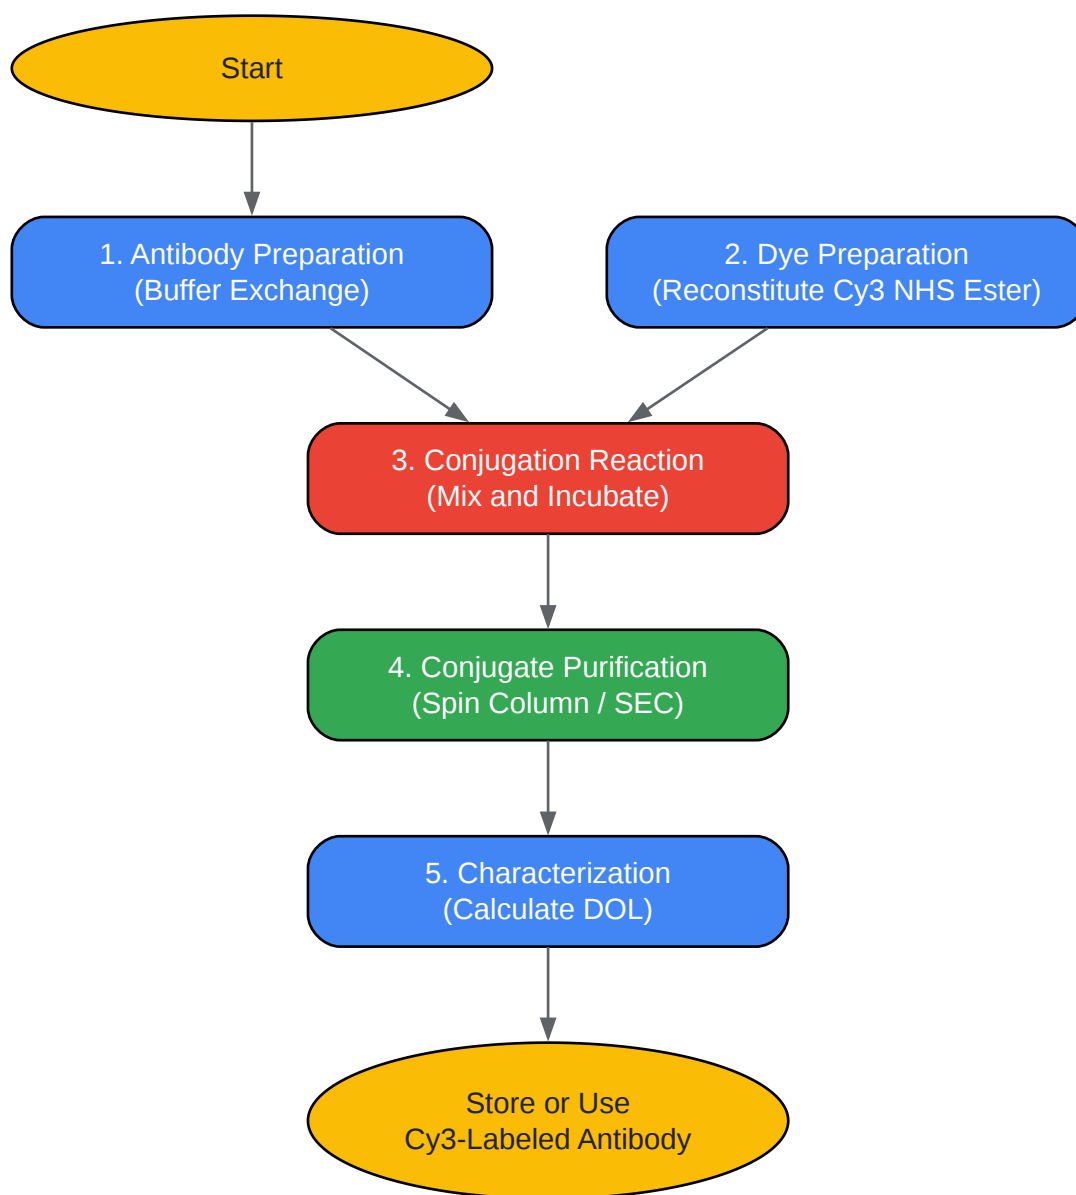 Start
1. Antibody Preparation
(Buffer Exchange)
2. Dye Preparation
(Reconstitute Cy3 NHS Ester)
3. Conjugation Reaction
(Mix and Incubate)
4. Conjugate Purification
(Spin Column / SEC)
5. Characterization
(Calculate DOL)
Store or Use
Cy3-Labeled Antibody